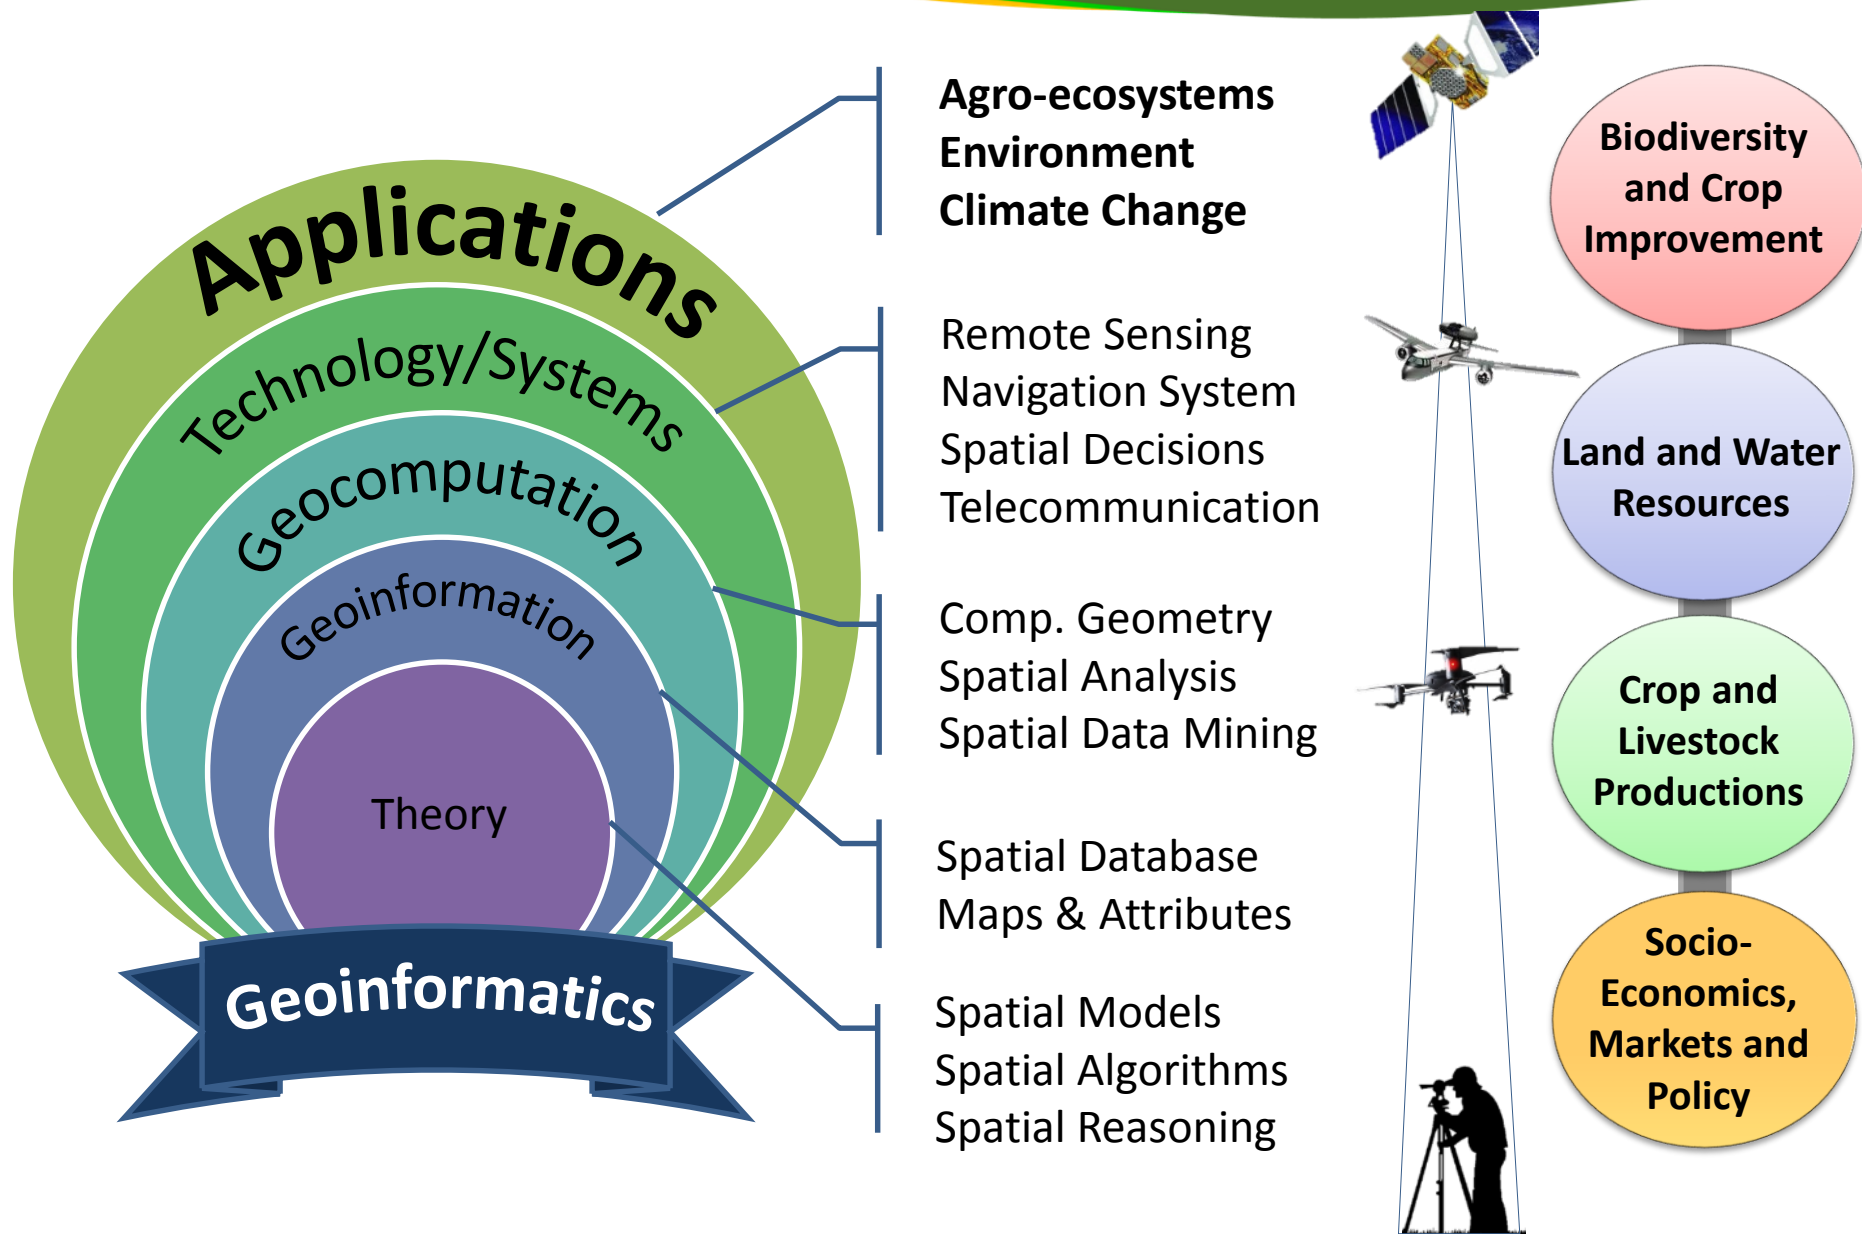 Applications
Technology/Systems
Geocomputation
Geoinformation
Theory
Geoinformatics
Agro-ecosystems
Environment
Climate Change
Remote Sensing
Navigation System
Spatial Decisions
Telecommunication
Comp. Geometry
Spatial Analysis
Spatial Data Mining
Spatial Database
Maps & Attributes
Spatial Models
Spatial Algorithms
Spatial Reasoning
Biodiversity
and Crop
Improvement
Land and Water
Resources
Crop and
Livestock
Productions
Socio-
Economics,
Markets and
Policy